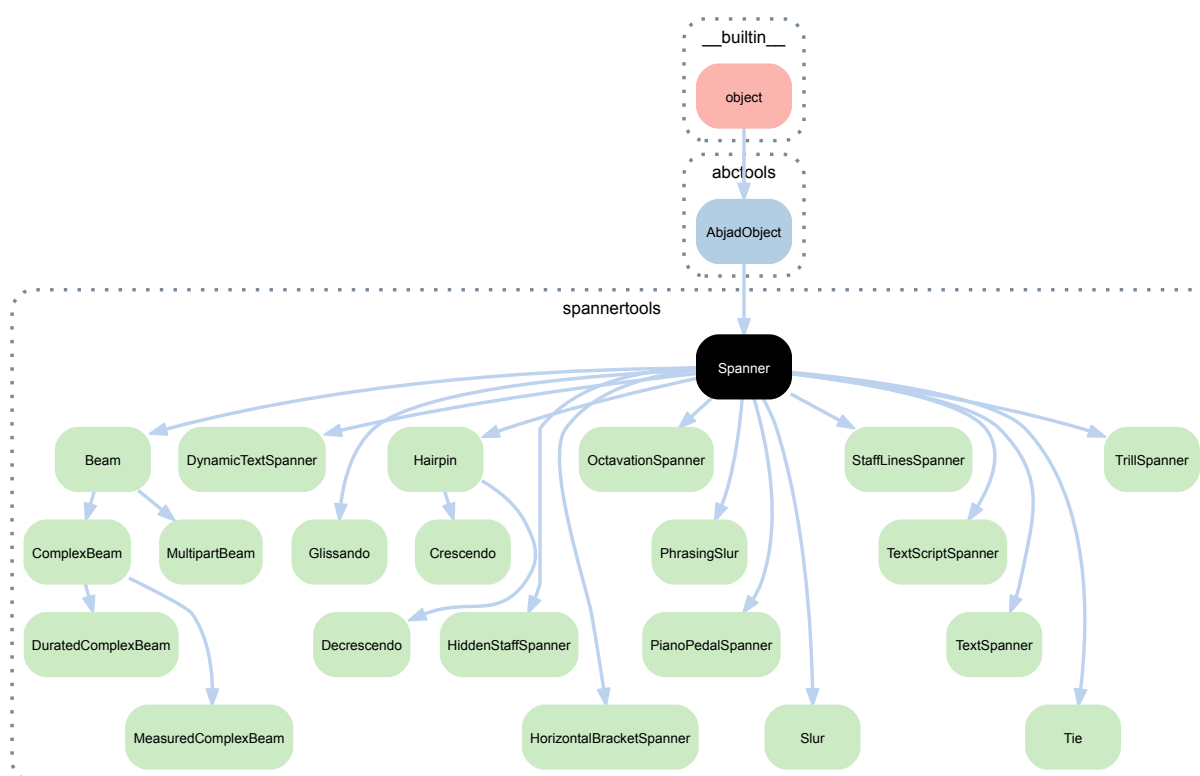 __builtin__
object
abctools
AbjadObject
spannertools
Spanner
Beam
DynamicTextSpanner
Hairpin
OctavationSpanner
StaffLinesSpanner
TrillSpanner
ComplexBeam
MultipartBeam
Glissando
Crescendo
PhrasingSlur
TextScriptSpanner
DuratedComplexBeam
Decrescendo
HiddenStaffSpanner
PianoPedalSpanner
TextSpanner
MeasuredComplexBeam
HorizontalBracketSpanner
Slur
Tie